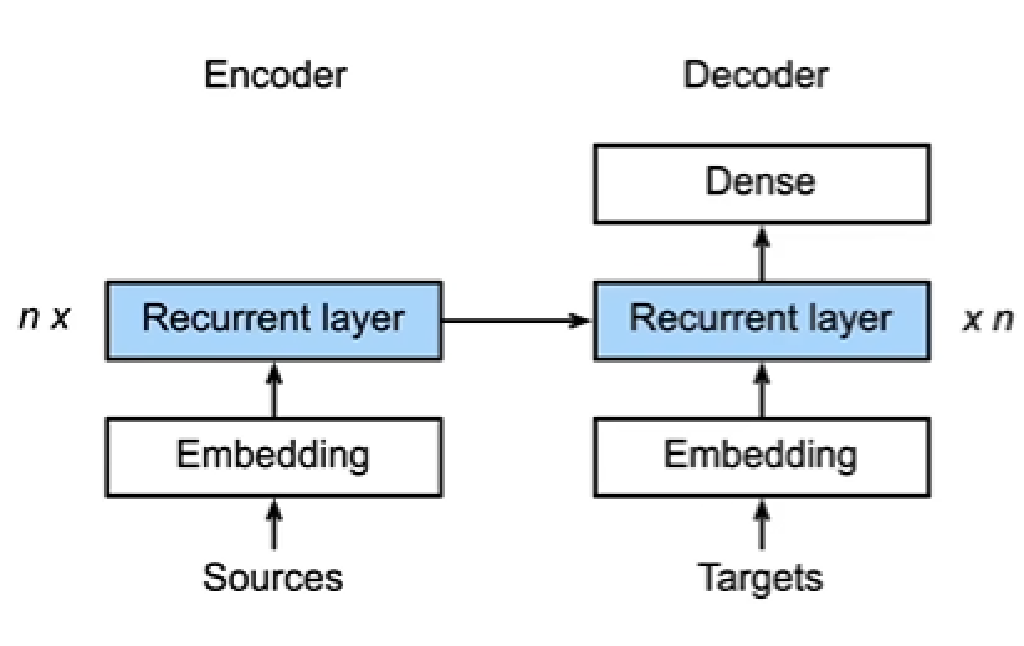 Encoder
Decoder
Dense
n x
Recurrent layer
Recurrent layer
x n
Embedding
Embedding
Sources
Targets